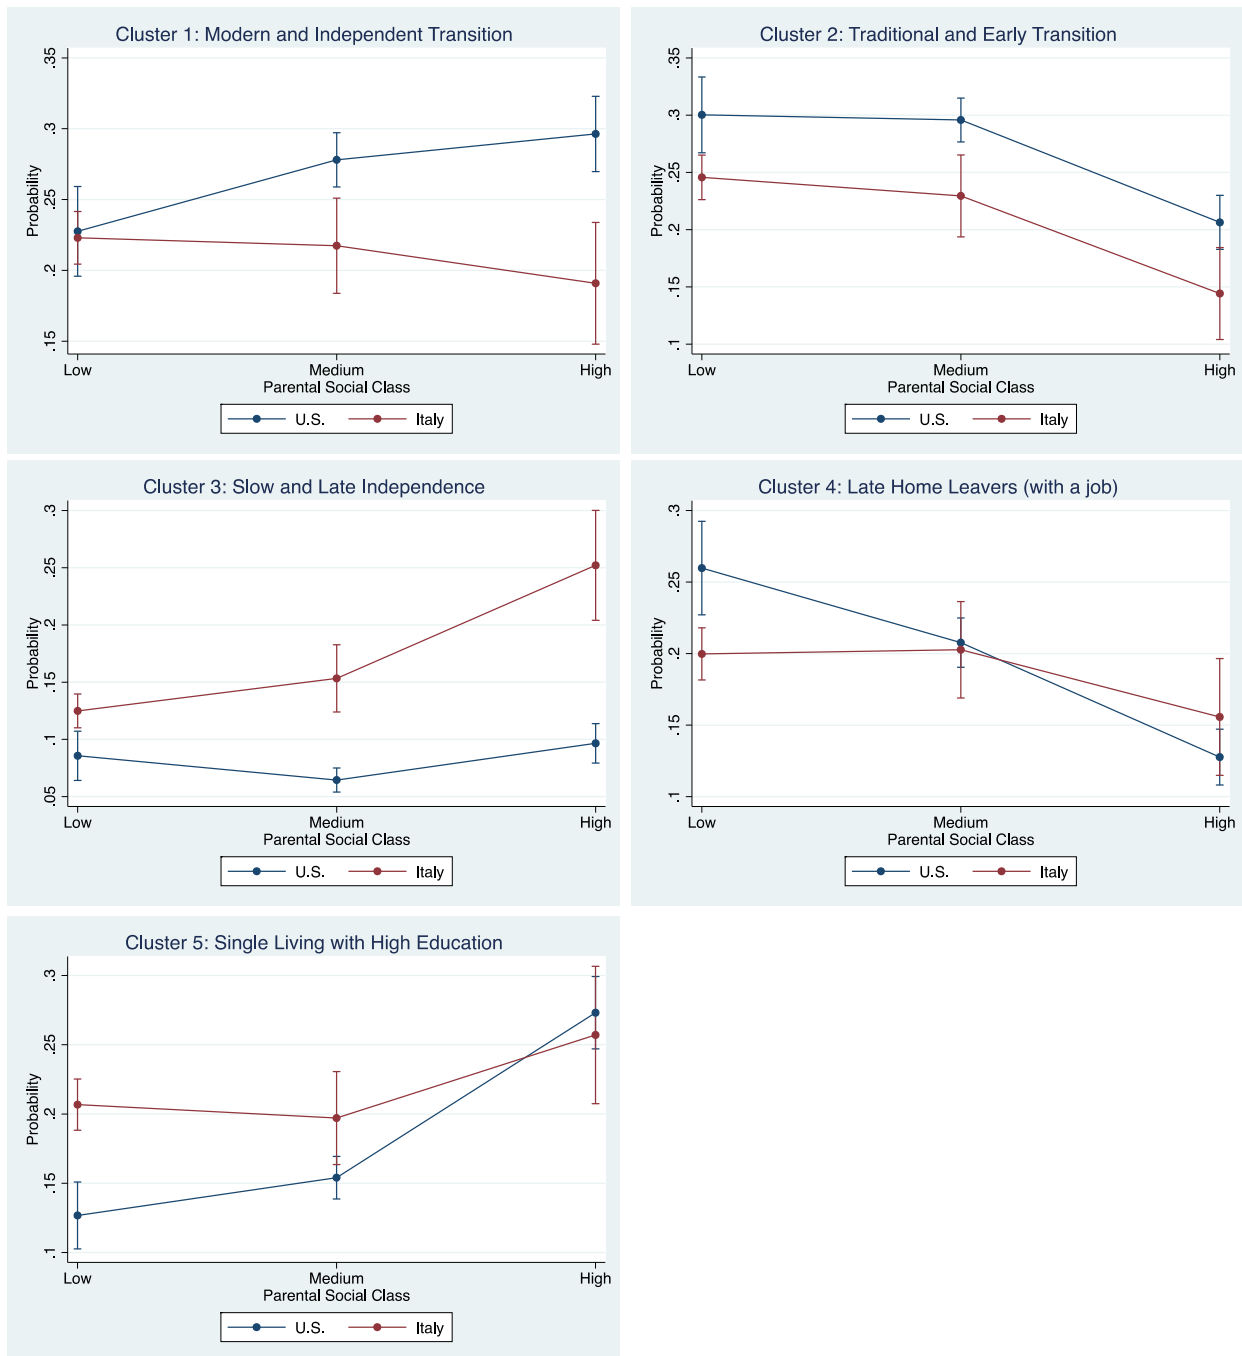 Cluster 1: Modern and Independent Transition
Probability
.35
.3
.25
.2
.15
Low
Medium
High
Parental Social Class
U.S.
Italy
Cluster 2: Traditional and Early Transition
Probability
.35
.3
.25
.2
.15
.1
Low
Medium
High
Parental Social Class
U.S.
Italy
Cluster 3: Slow and Late Independence
Probability
.3
.25
.2
.15
.1
.05
Low
Medium
High
Parental Social Class
U.S.
Italy
Cluster 4: Late Home Leavers (with a job)
Probability
.3
.25
.2
.15
.1
Low
Medium
High
Parental Social Class
U.S.
Italy
Cluster 5: Single Living with High Education
Probability
.3
.25
.2
.15
.1
Low
Medium
High
Parental Social Class
U.S.
Italy